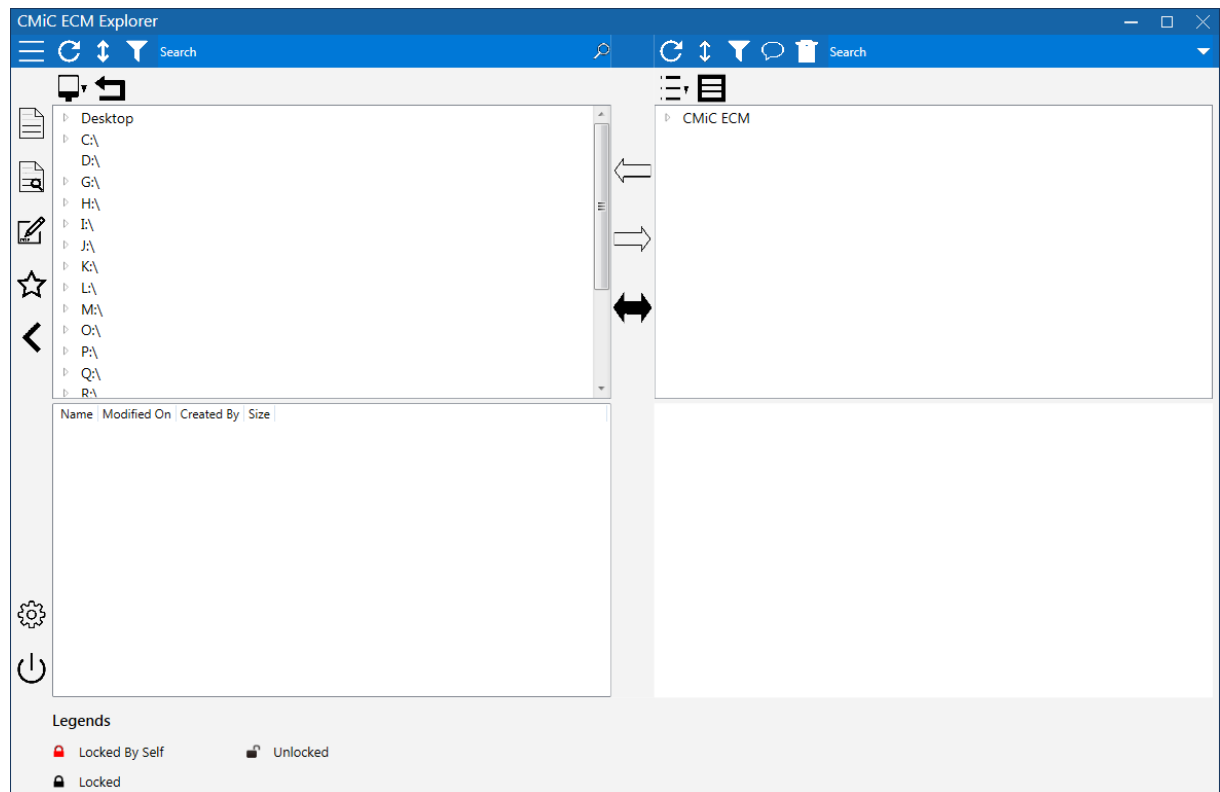 CMiC ECM Explorer
Search
Search
Desktop
C:\
D:\
G:\
H:\
I:\
J:\
K:\
L:\
M:\
O:\
P:\
Q:\
R:\
CMiC ECM
Name Modified On Created By Size
Legends
Locked By Self
Unlocked
Locked